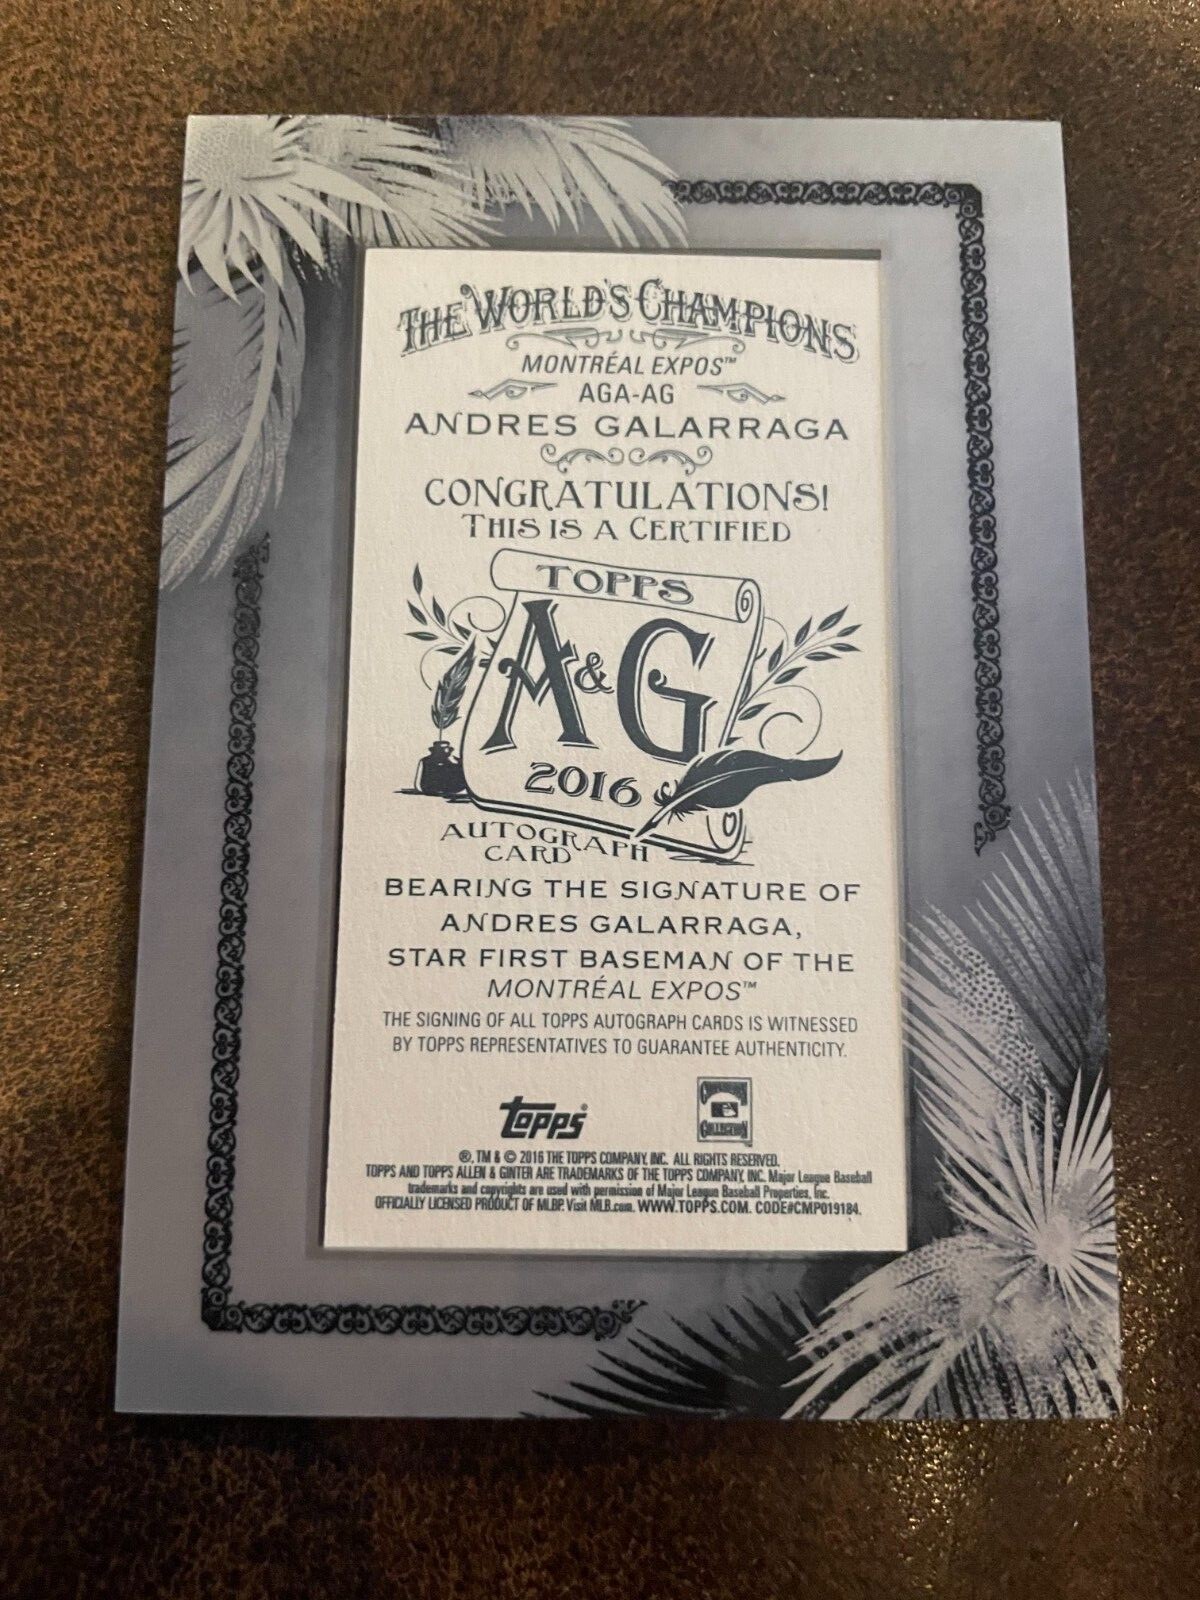 THE WORLD'S CHAMPIONS
MONTRÉAL EXPOS™
AGA-AG
ANDRES GALARRAGA
CONGRATULATIONS!
THIS IS A CERTIFIED
TOPPS
A&G
2016
AUTOGRAPH
CARD
BEARING THE SIGNATURE OF
ANDRES GALARRAGA,
STAR FIRST BASEMAN OF THE
MONTRÉAL EXPOS™
THE SIGNING OF ALL TOPPS AUTOGRAPH CARDS IS WITNESSED
BY TOPPS REPRESENTATIVES TO GUARANTEE AUTHENTICITY.
topps®
COOPERSTOWN
COLLECTION
®, TM & © 2016 THE TOPPS COMPANY, INC. ALL RIGHTS RESERVED.
TOPPS AND TOPPS ALLEN & GINTER ARE TRADEMARKS OF THE TOPPS COMPANY, INC. Major League Baseball
trademarks and copyrights are used with permission of Major League Baseball Properties, Inc.
OFFICIALLY LICENSED PRODUCT OF MLBP. Visit MLB.com. WWW.TOPPS.COM. CODE#CMP019184.